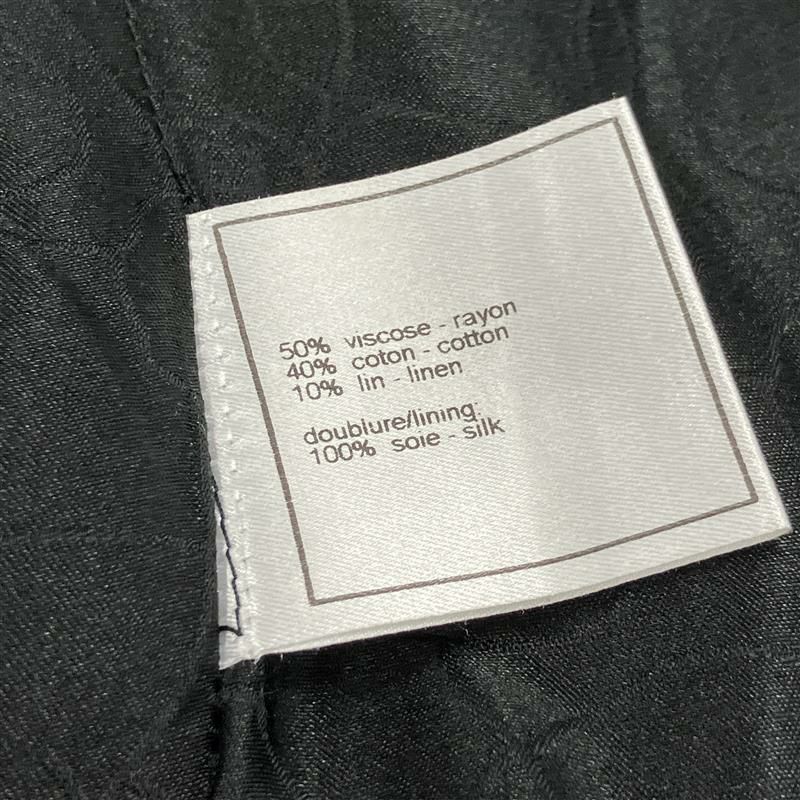 50% viscose - rayon
40% coton - cotton
10% lin - linen
doublure/lining:
100% soie - silk